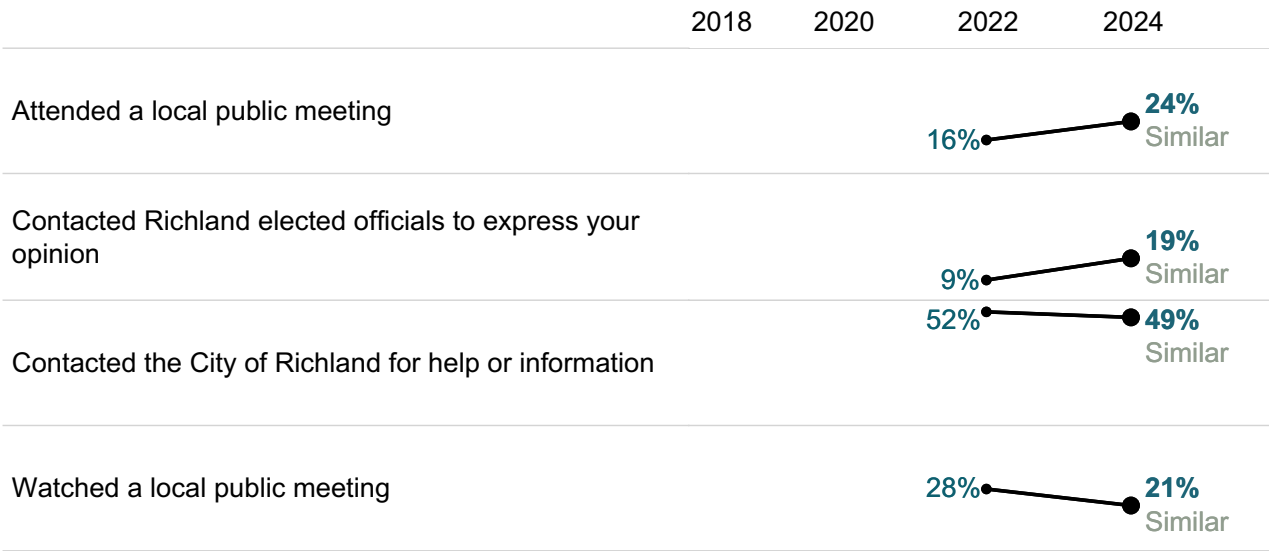 2018 2020 2022 2024
Attended a local public meeting
16%
24%
Similar
Contacted Richland elected officials to express your
opinion
9%
19%
Similar
Contacted the City of Richland for help or information
52%
49%
Similar
Watched a local public meeting
28%
21%
Similar